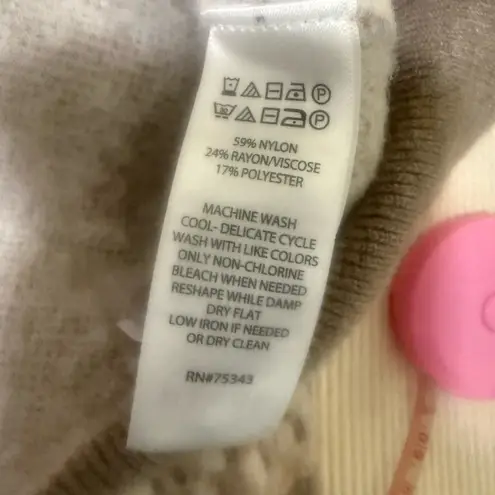 59% NYLON
24% RAYON/VISCOSE
17% POLYESTER
MACHINE WASH
COOL- DELICATE CYCLE
WASH WITH LIKE COLORS
ONLY NON-CHLORINE
BLEACH WHEN NEEDED
RESHAPE WHILE DAMP
DRY FLAT
LOW IRON IF NEEDED
OR DRY CLEAN
RN#75343